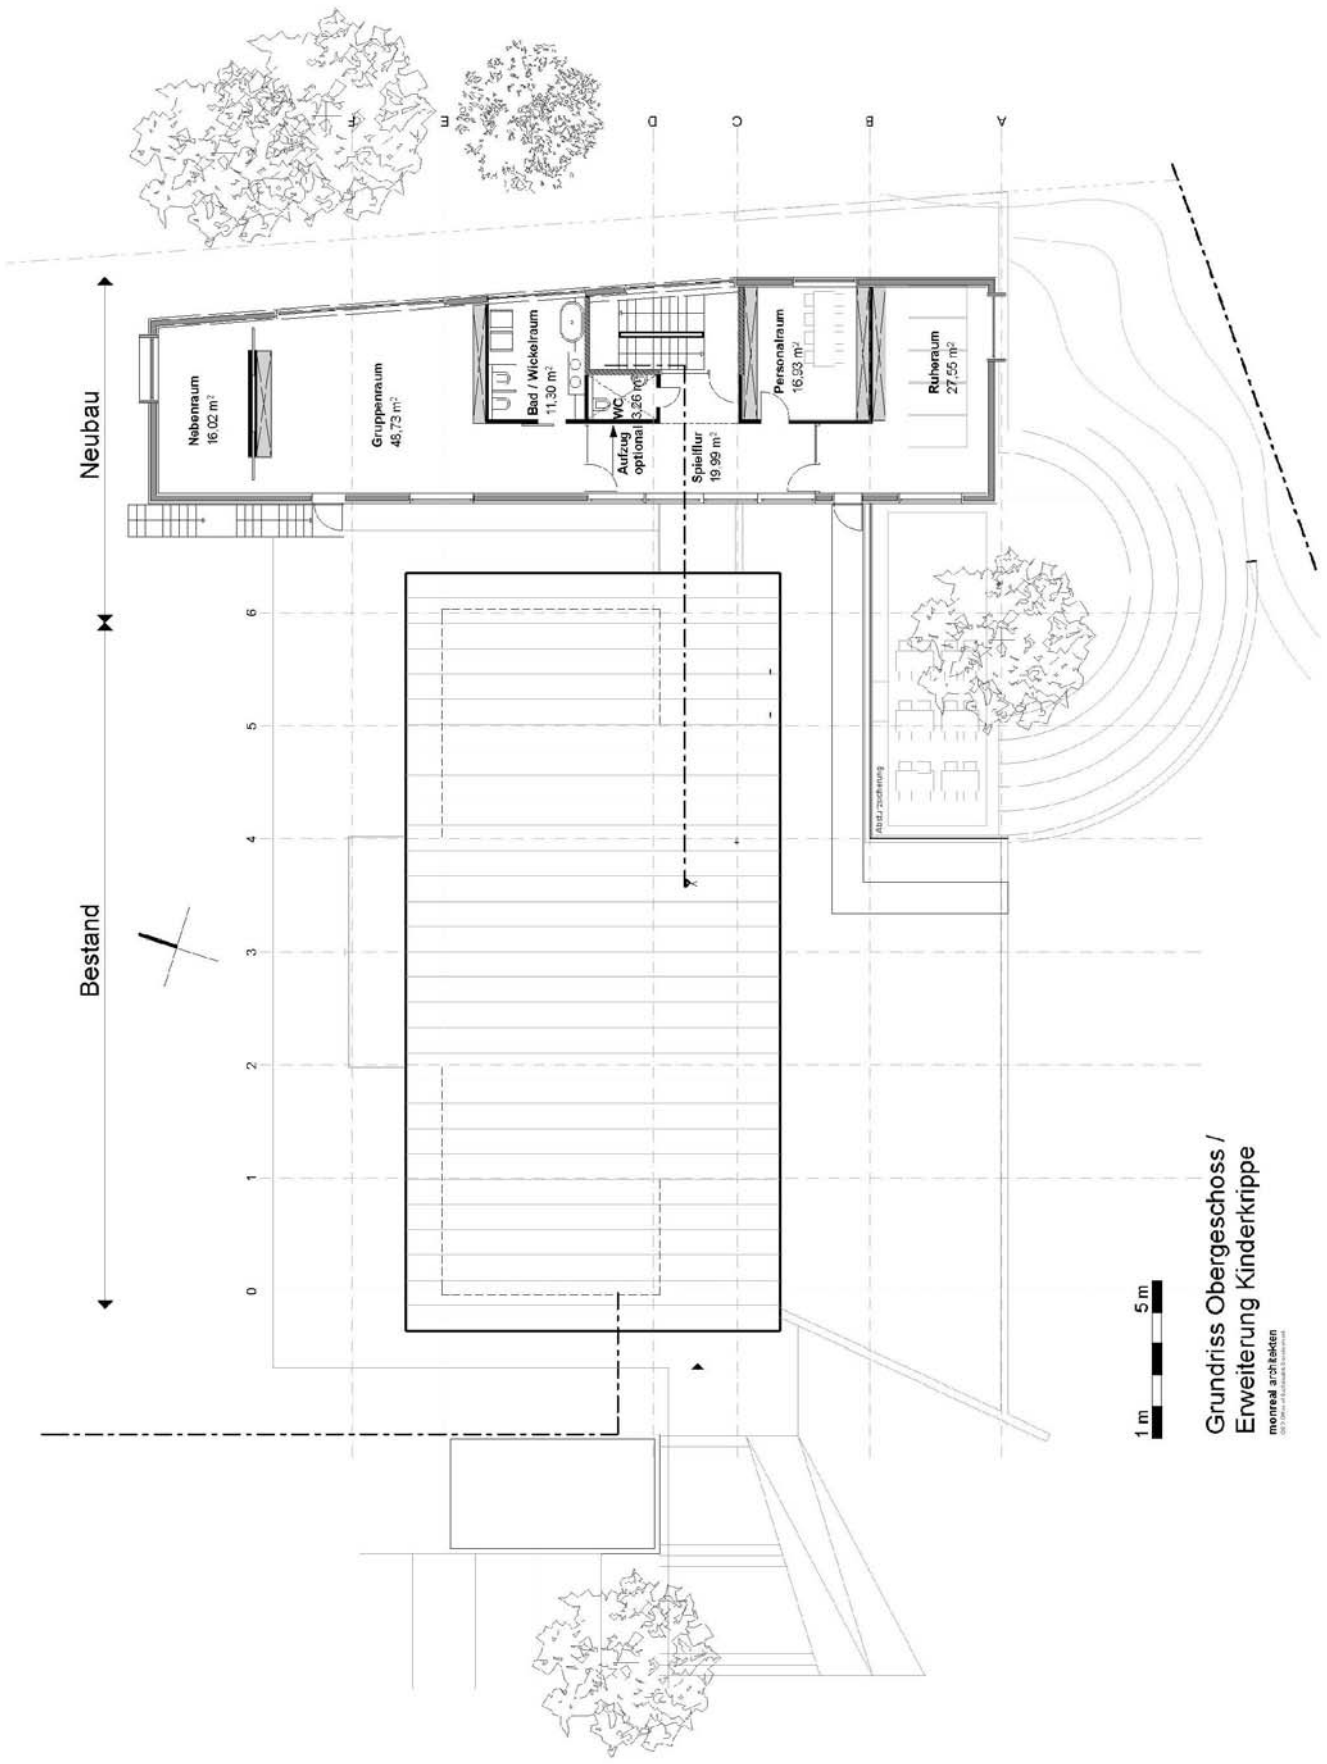 Bestand
Neubau
0
1
2
3
4
5
6
F
E
D
C
B
A
Nebenraum
16,02 m²
Gruppenraum
48,73 m²
Bad / Wickelraum
11,30 m²
WC
3,26 m²
Aufzug
optional
Spielflur
19,99 m²
Personalraum
16,93 m²
Ruheraum
27,55 m²
Absturzsicherung
1 m
5 m
Grundriss Obergeschoss /
Erweiterung Kinderkrippe
monreal architekten